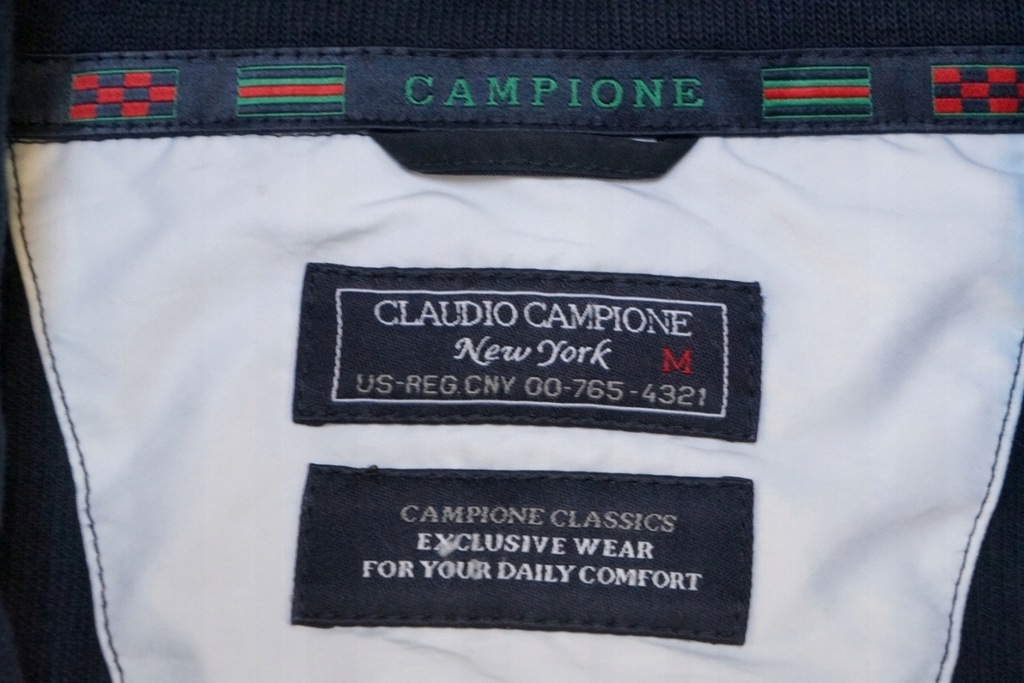 CAMPIONE
CLAUDIO CAMPIONE
New York M
US-REG.CNY 00-765-4321
CAMPIONE CLASSICS
EXCLUSIVE WEAR
FOR YOUR DAILY COMFORT